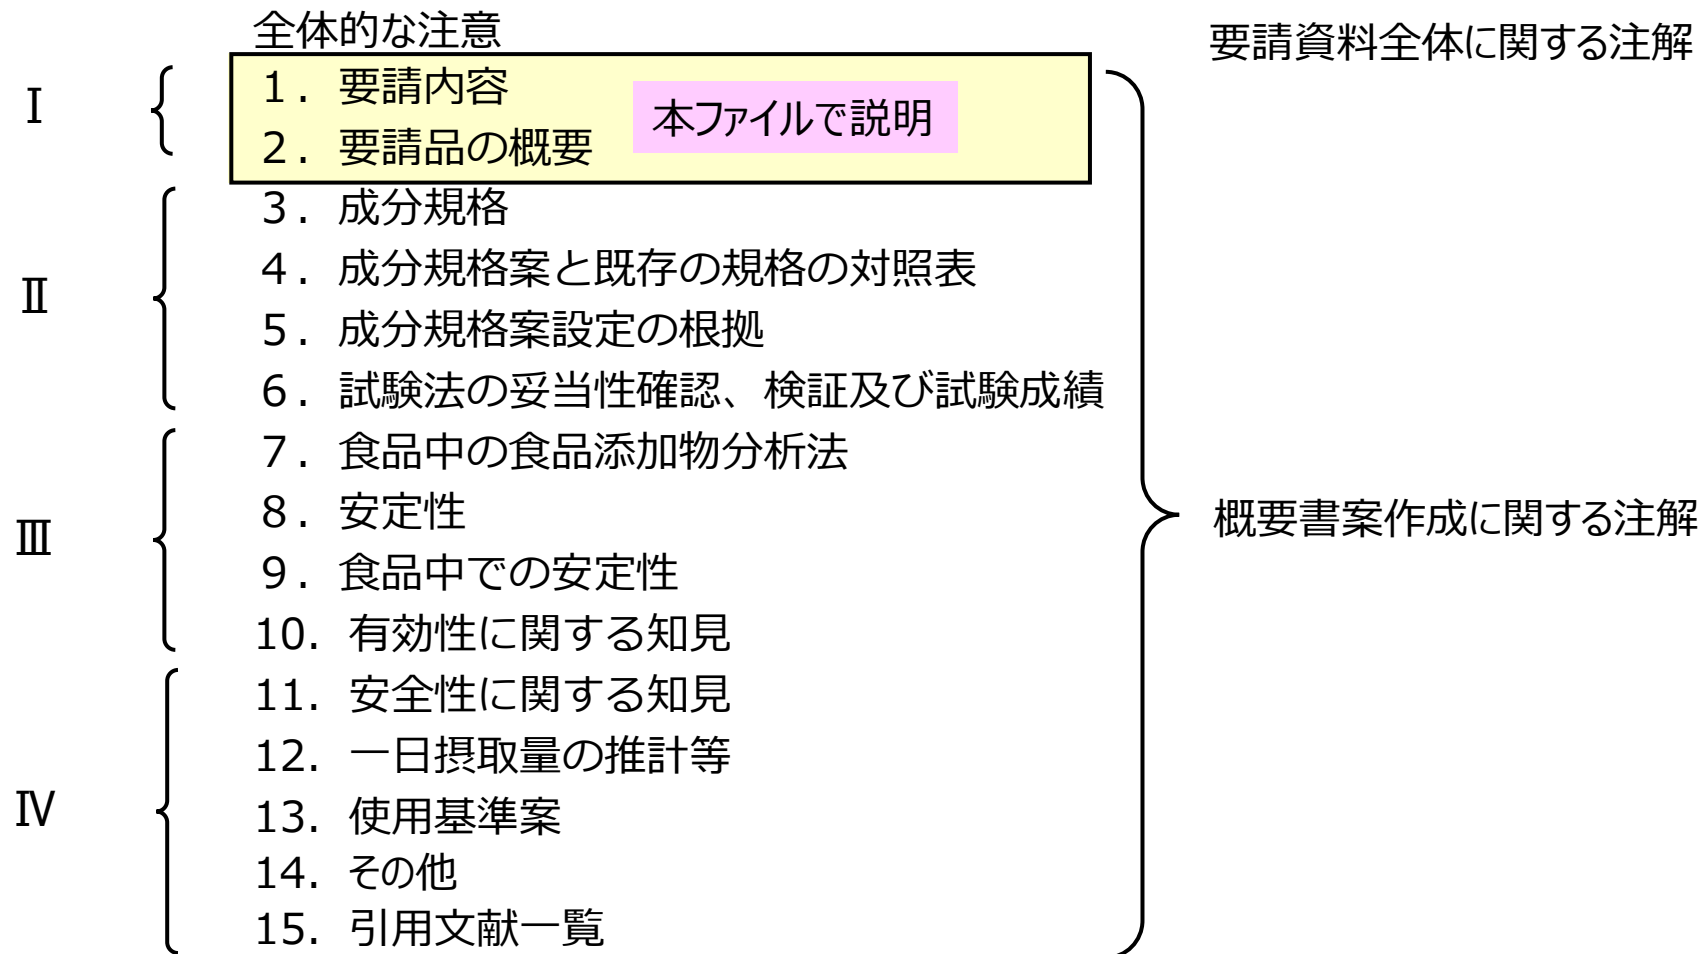 全体的な注意
要請資料全体に関する注解
Ⅰ
1. 要請内容
本ファイルで説明
2. 要請品の概要
Ⅱ
3. 成分規格
4. 成分規格案と既存の規格の対照表
5. 成分規格案設定の根拠
6. 試験法の妥当性確認、検証及び試験成績
Ⅲ
7. 食品中の食品添加物分析法
8. 安定性
9. 食品中での安定性
10. 有効性に関する知見
概要書案作成に関する注解
Ⅳ
11. 安全性に関する知見
12. 一日摂取量の推計等
13. 使用基準案
14. その他
15. 引用文献一覧